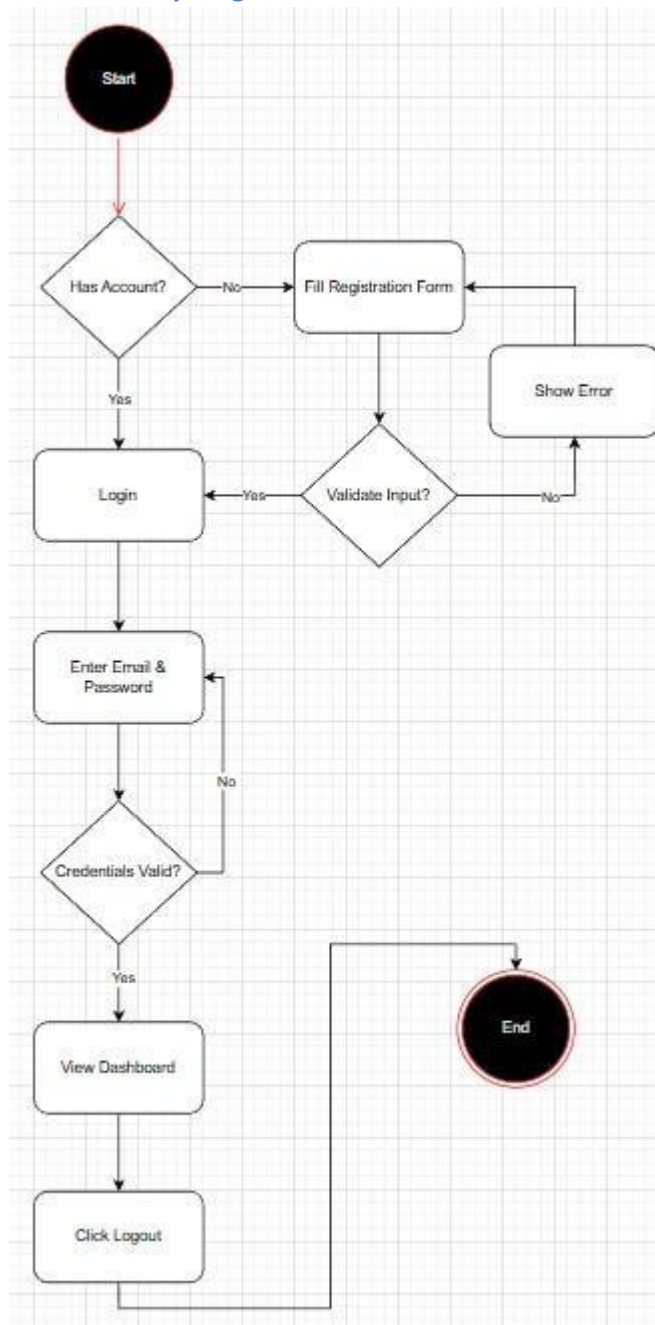 Start
Has Account?
No
Fill Registration Form
Show Error
Yes
Login
Yes
Validate Input?
No
Enter Email &
Password
No
Credentials Valid?
Yes
End
View Dashboard
Click Logout